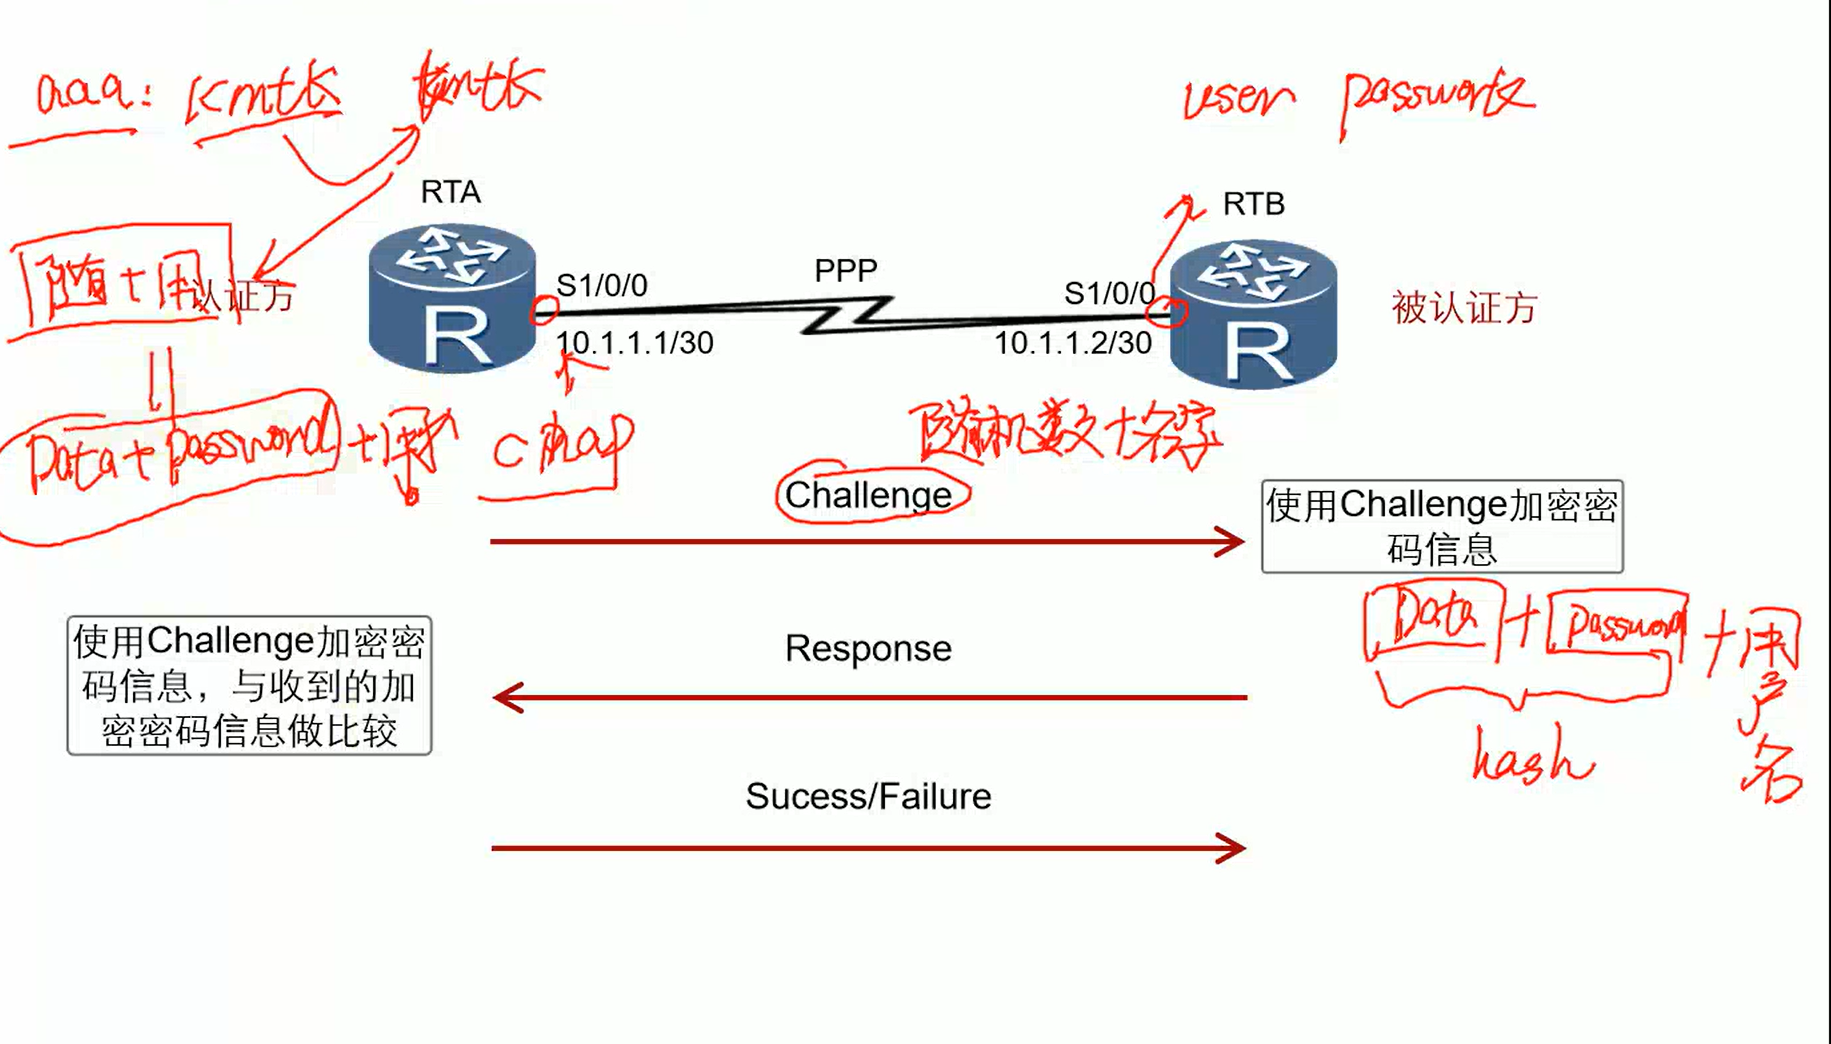 aaa: kmtk kmtk
user password
RTA
RTB
随+用
认证方
S1/0/0
PPP
S1/0/0
被认证方
10.1.1.1/30
10.1.1.2/30
R
R
Data+password+用
chap
随机数+名字
Challenge
使用Challenge加密密
码信息
Data + password + 用户名
hash
使用Challenge加密密
码信息，与收到的加
密密码信息做比较
Response
Sucess/Failure